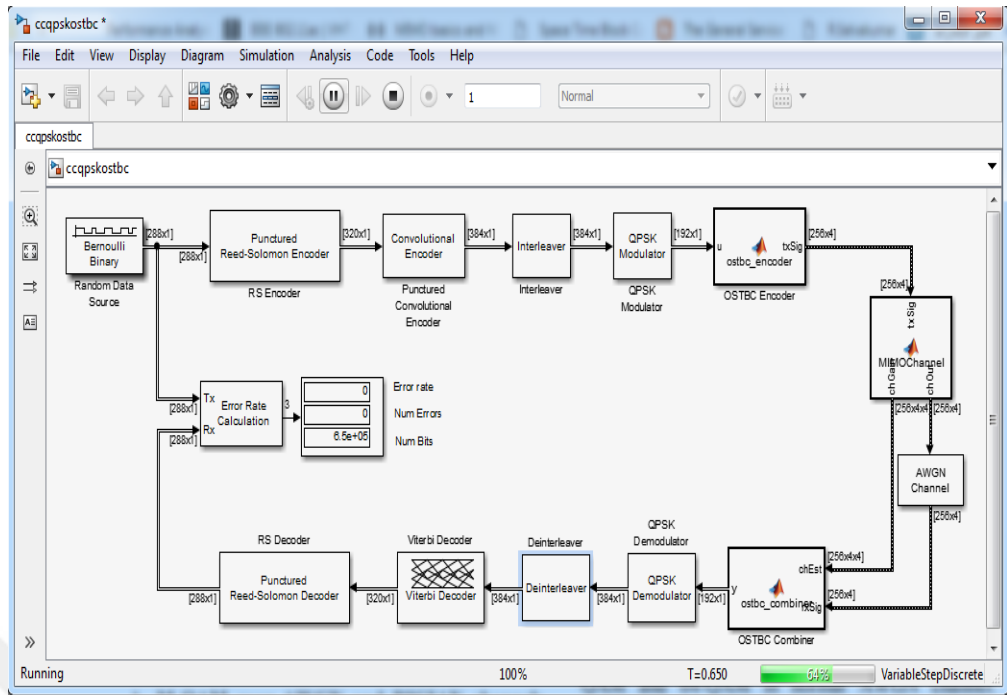 ccqpskostbc *
File Edit View Display Diagram Simulation Analysis Code Tools Help
1 Normal
ccqpskostbc
ccqpskostbc
Bernoulli
Binary
Random Data
Source
[288x1]
[288x1]
Punctured
Reed-Solomon Encoder
RS Encoder
[320x1]
Convolutional
Encoder
Punctured
Convolutional
Encoder
[384x1]
Interleaver
Interleaver
[384x1]
QPSK
Modulator
QPSK
Modulator
[192x1]
u ostbc_encoder txSig
OSTBC Encoder
[256x4]
[256x4]
txSig
MIMOChannel
chOut
[256x4x4] [256x4]
AWGN
Channel
[256x4]
Tx
Rx
[288x1]
[288x1]
Error Rate
Calculation
3
0
0
6.5e+05
Error rate
Num Errors
Num Bits
RS Decoder
Punctured
Reed-Solomon Decoder
[288x1]
[320x1]
Viterbi Decoder
Viterbi Decoder
[384x1]
Deinterleaver
Deinterleaver
[384x1]
QPSK
Demodulator
QPSK
Demodulator
[192x1]
y
chEst
[256x4x4]
[256x4]
OSTBC Combiner
Running 100% T=0.650 64% VariableStepDiscrete